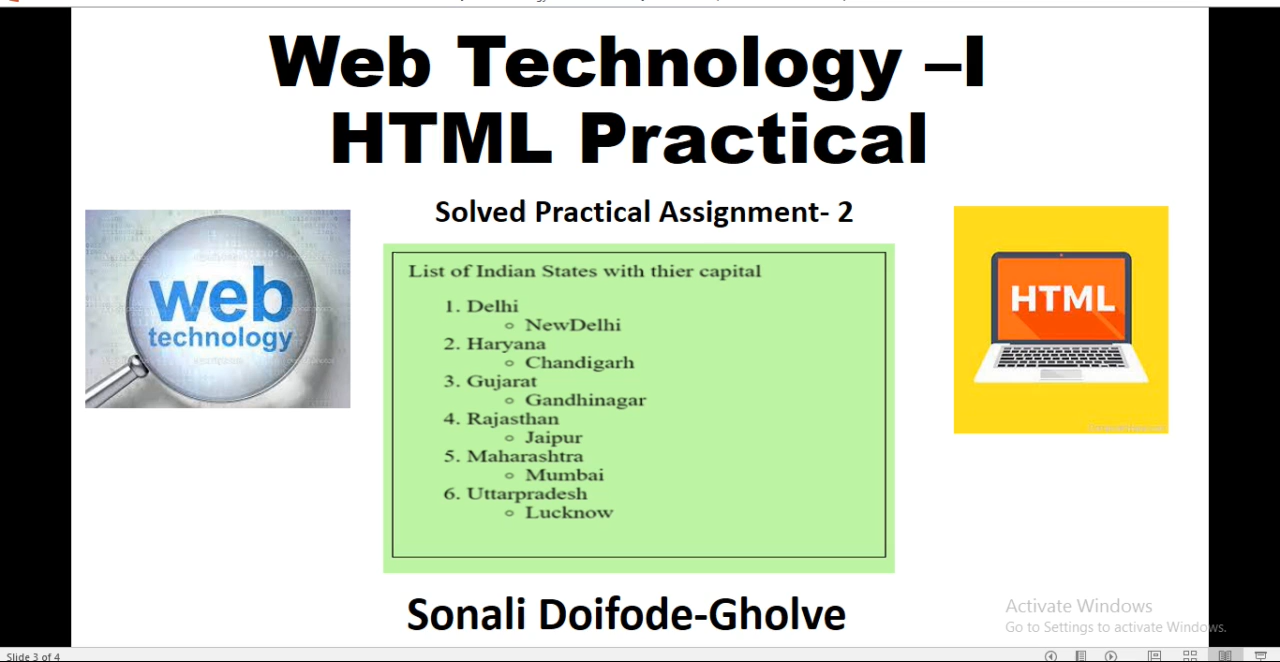 Web Technology –I
HTML Practical
Solved Practical Assignment- 2
web
technology
List of Indian States with thier capital
1. Delhi
○ NewDelhi
2. Haryana
○ Chandigarh
3. Gujarat
○ Gandhinagar
4. Rajasthan
○ Jaipur
5. Maharashtra
○ Mumbai
6. Uttarpradesh
○ Lucknow
HTML
Sonali Doifode-Gholve
Activate Windows
Go to Settings to activate Windows.
Slide 3 of 4